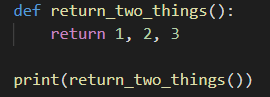 def return_two_things():
    return 1, 2, 3
print(return_two_things())